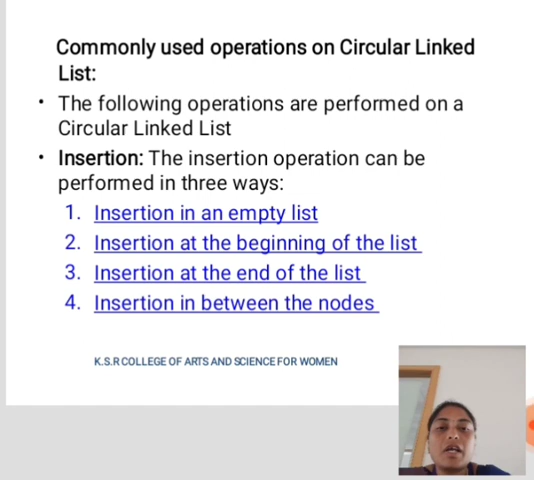 Commonly used operations on Circular Linked
List:
• The following operations are performed on a
Circular Linked List
• Insertion: The insertion operation can be
performed in three ways:
1. Insertion in an empty list
2. Insertion at the beginning of the list
3. Insertion at the end of the list
4. Insertion in between the nodes
K.S.R COLLEGE OF ARTS AND SCIENCE FOR WOMEN